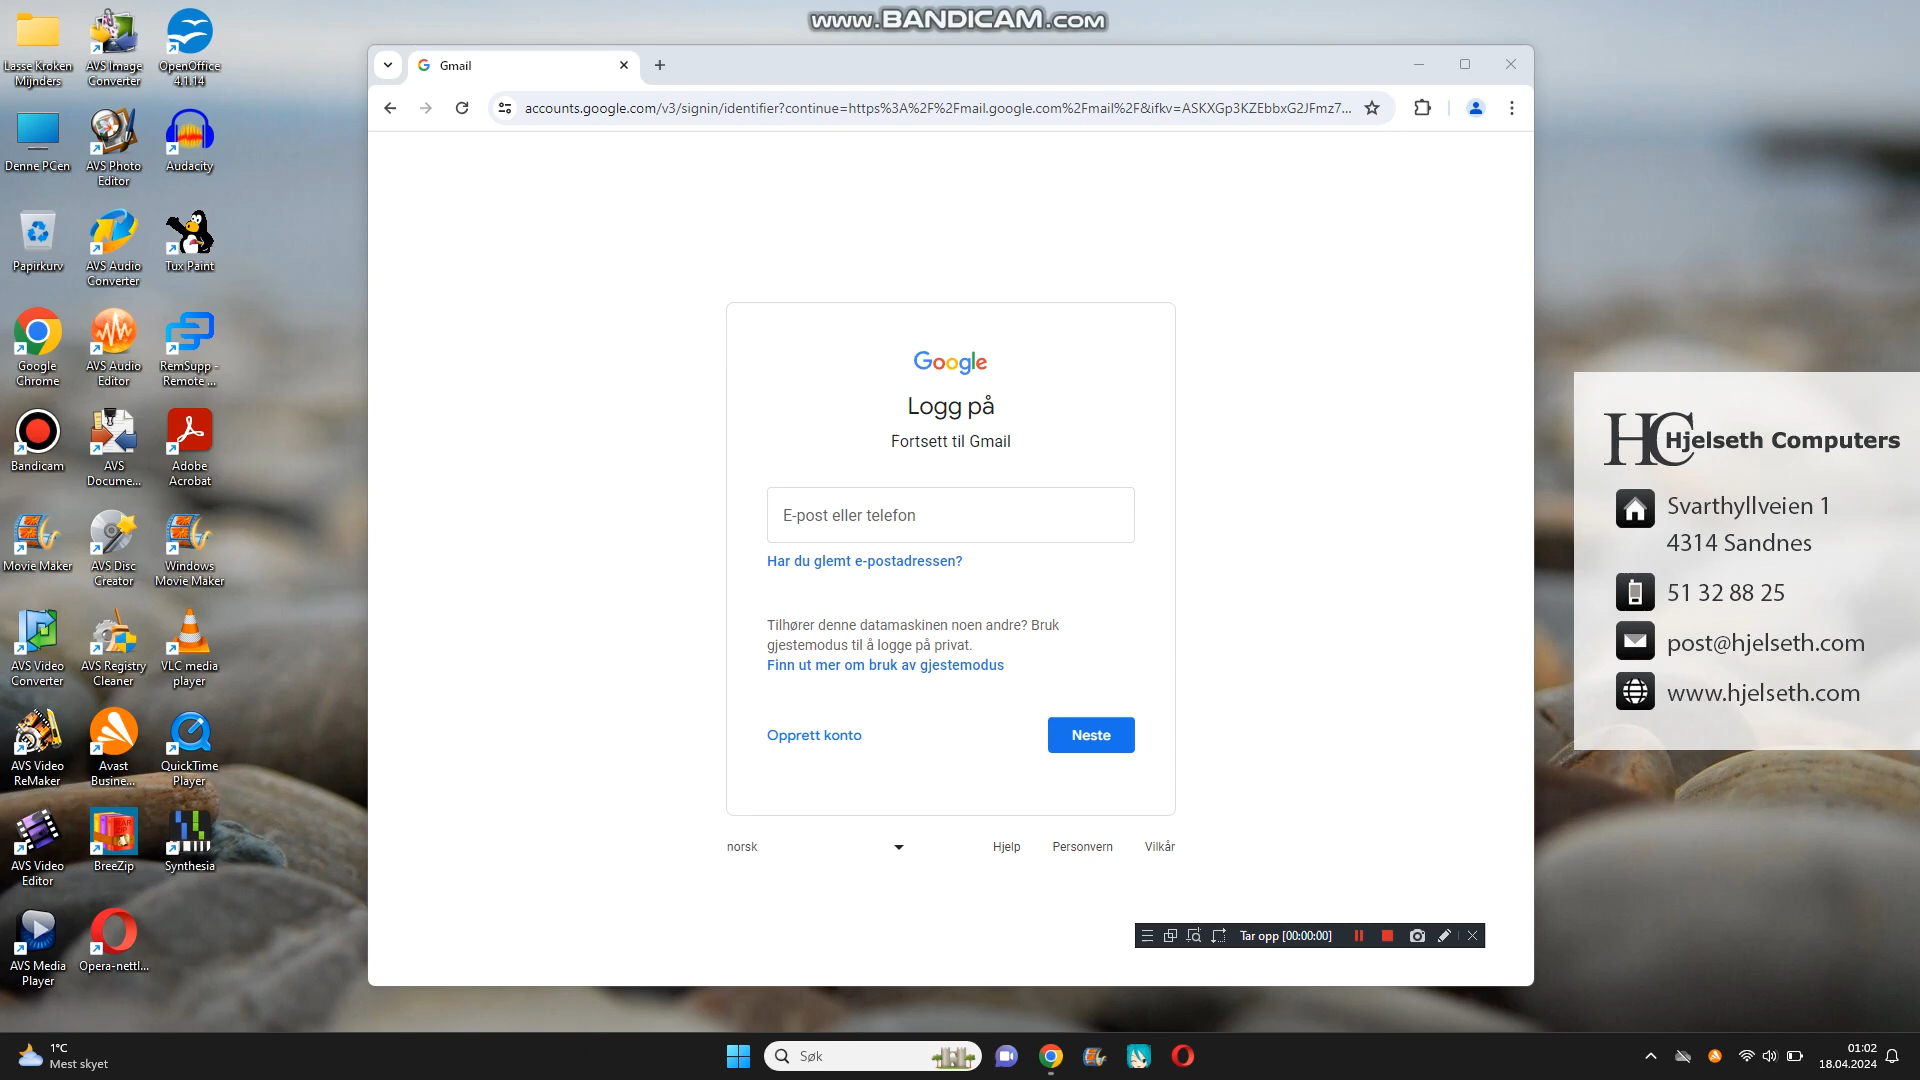 www.BANDICAM.com
Lasse Kroken
Mijnders
AVS Image
Converter
OpenOffice
4.1.14
Denne PCen
AVS Photo
Editor
Audacity
Papirkurv
AVS Audio
Converter
Tux Paint
Google
Chrome
AVS Audio
Editor
RemSupp -
Remote ...
Bandicam
AVS
Docume...
Adobe
Acrobat
Movie Maker
AVS Disc
Creator
Windows
Movie Maker
AVS Video
Converter
AVS Registry
Cleaner
VLC media
player
AVS Video
ReMaker
Avast
Busine...
QuickTime
Player
AVS Video
Editor
BreeZip
Synthesia
AVS Media
Player
Opera-nettl...
Gmail
accounts.google.com/v3/signin/identifier?continue=https%3A%2F%2Fmail.google.com%2Fmail%2F&ifkv=ASKXGp3KZEbbxG2JFmz7...
Google
Logg på
Fortsett til Gmail
E-post eller telefon
Har du glemt e-postadressen?
Tilhører denne datamaskinen noen andre? Bruk
gjestemodus til å logge på privat.
Finn ut mer om bruk av gjestemodus
Opprett konto
Neste
norsk
Hjelp
Personvern
Vilkår
Tar opp [00:00:00]
HC Hjelseth Computers
Svarthyllveien 1
4314 Sandnes
51 32 88 25
post@hjelseth.com
www.hjelseth.com
1°C
Mest skyet
Søk
01:02
18.04.2024